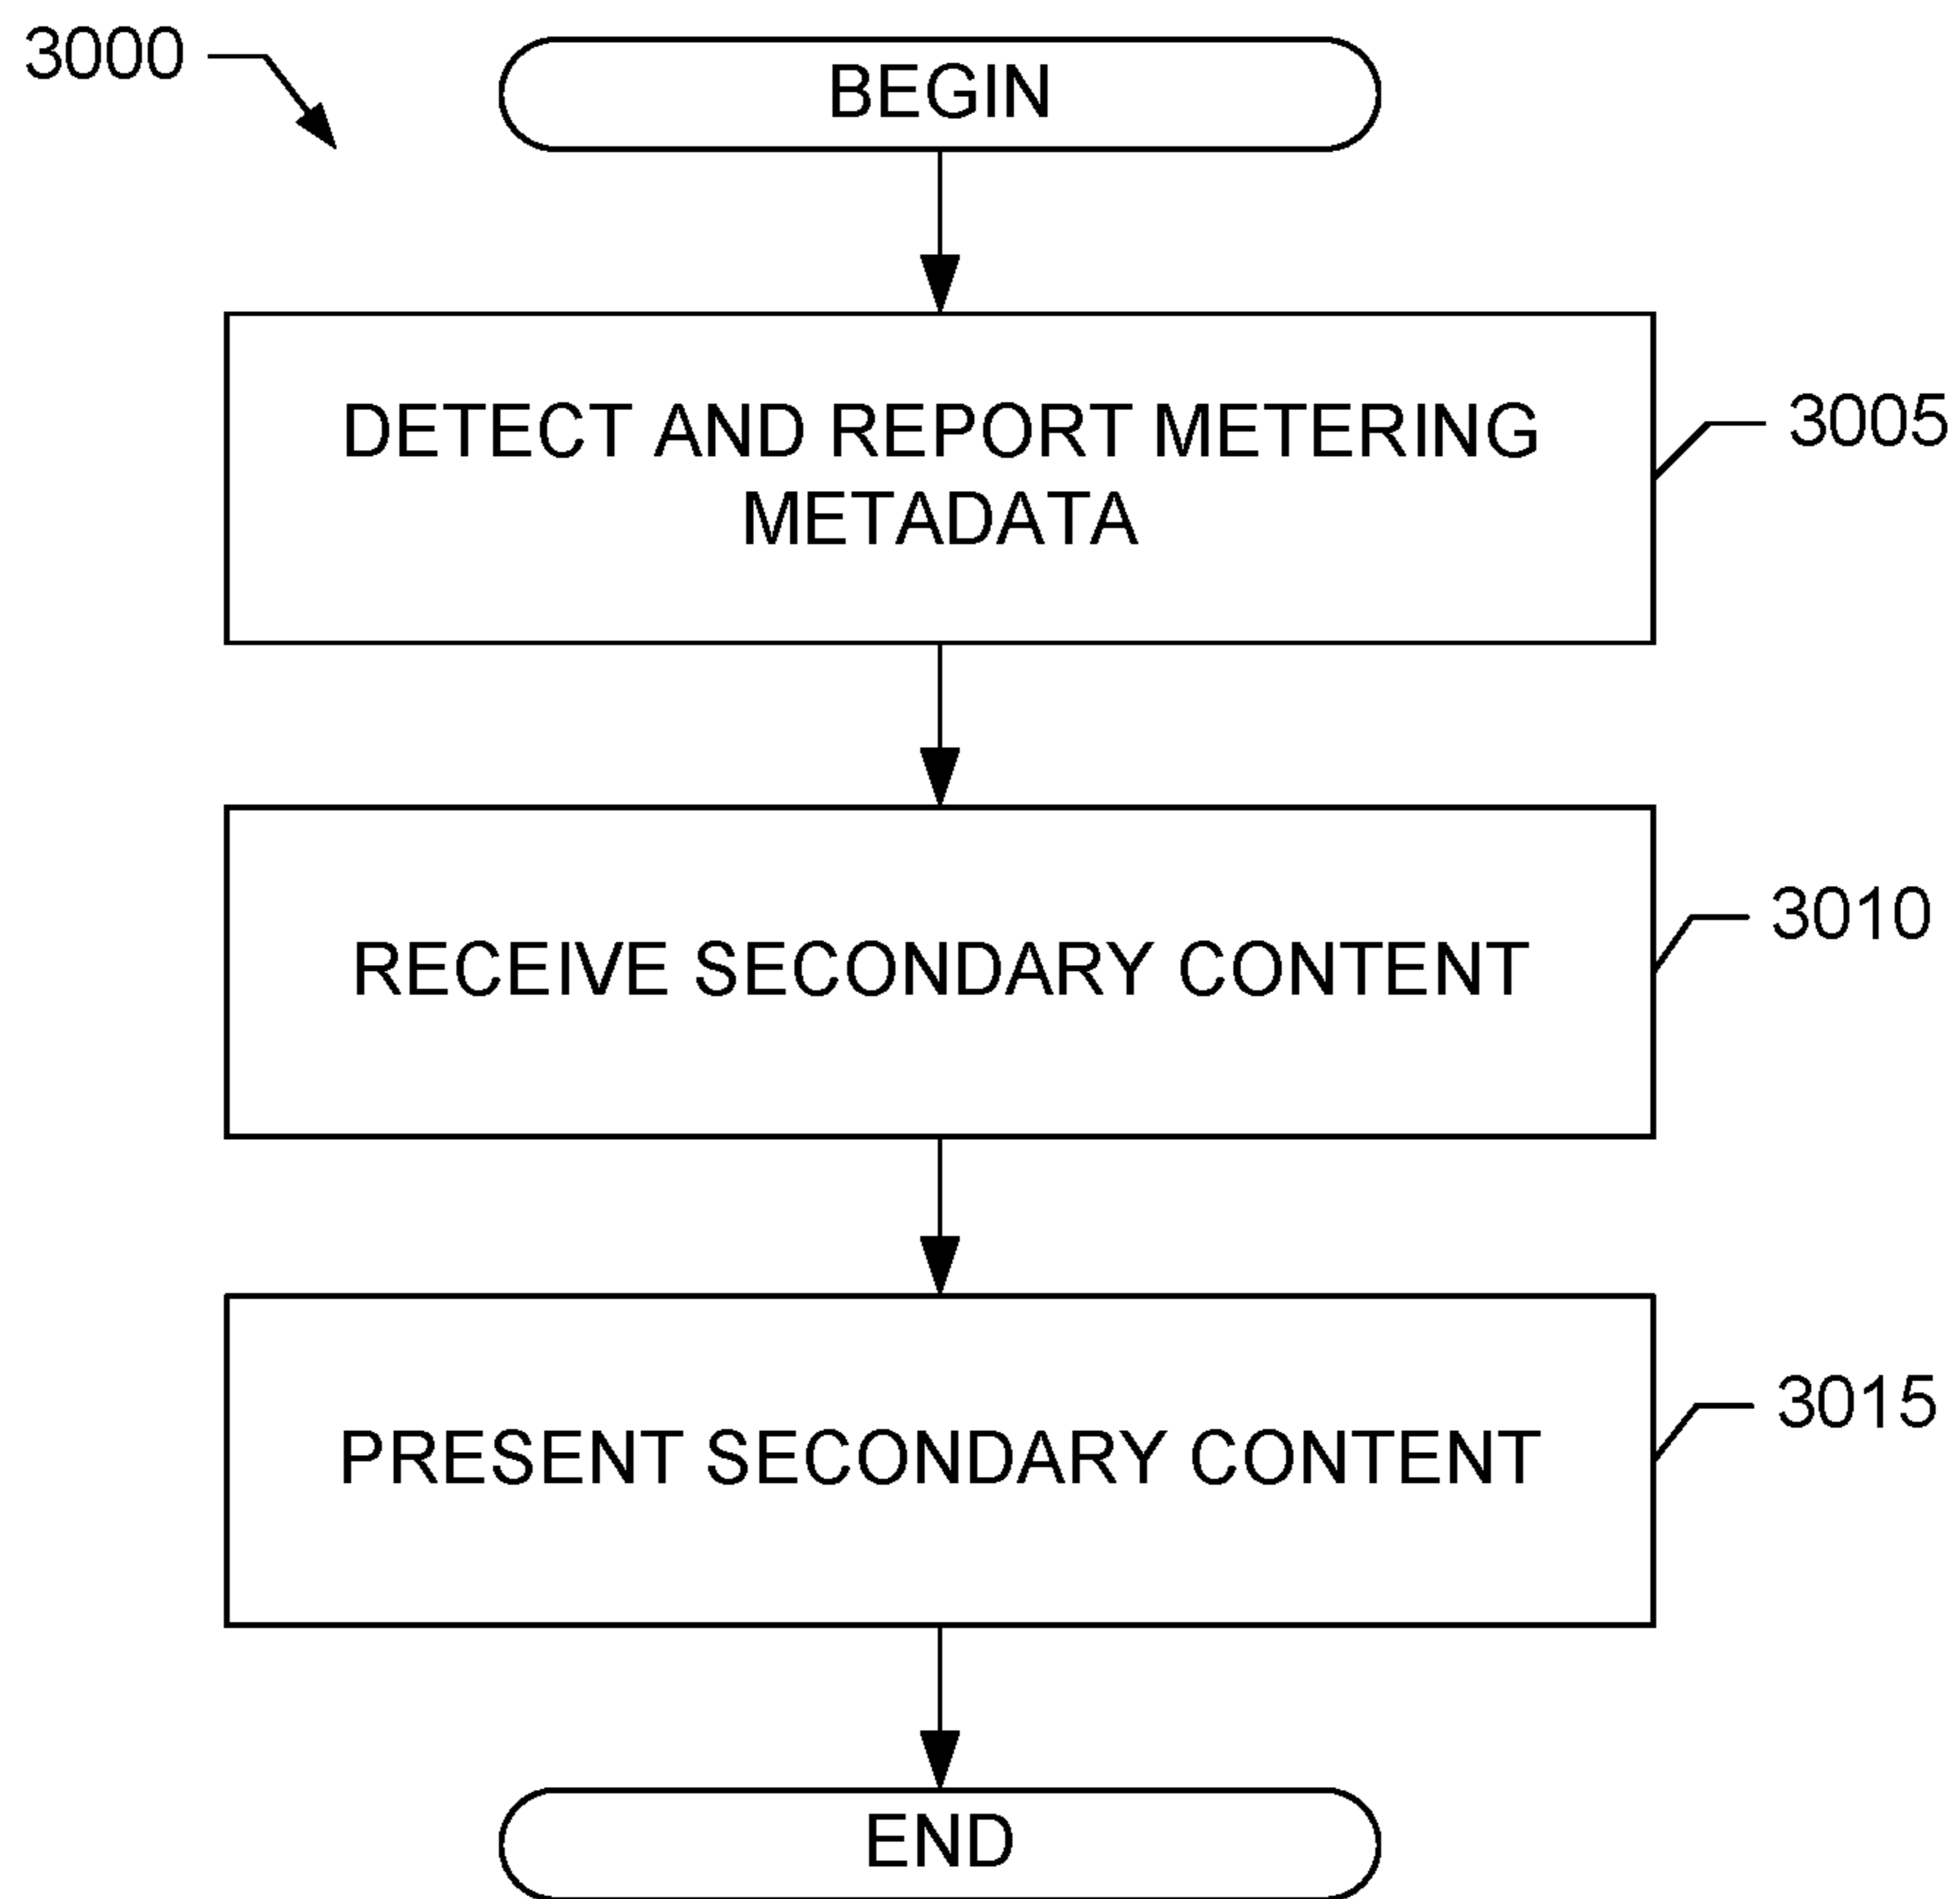 3000
BEGIN
DETECT AND REPORT METERING
METADATA
3005
RECEIVE SECONDARY CONTENT
3010
PRESENT SECONDARY CONTENT
3015
END